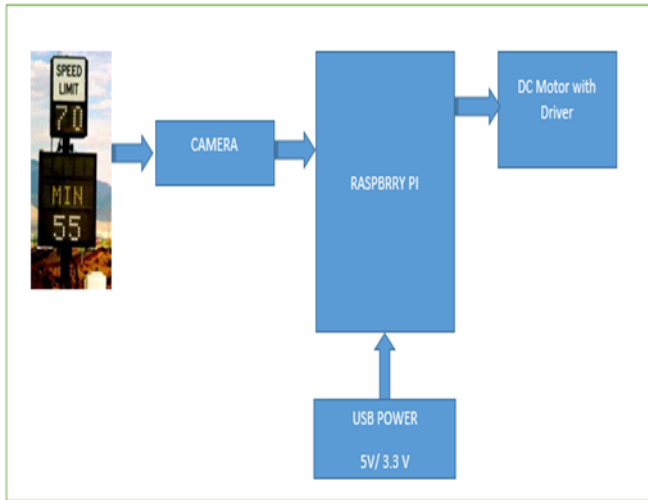 SPEED
LIMIT
70
MIN
55
CAMERA
RASPBRRY PI
DC Motor with
Driver
USB POWER
5V/ 3.3 V